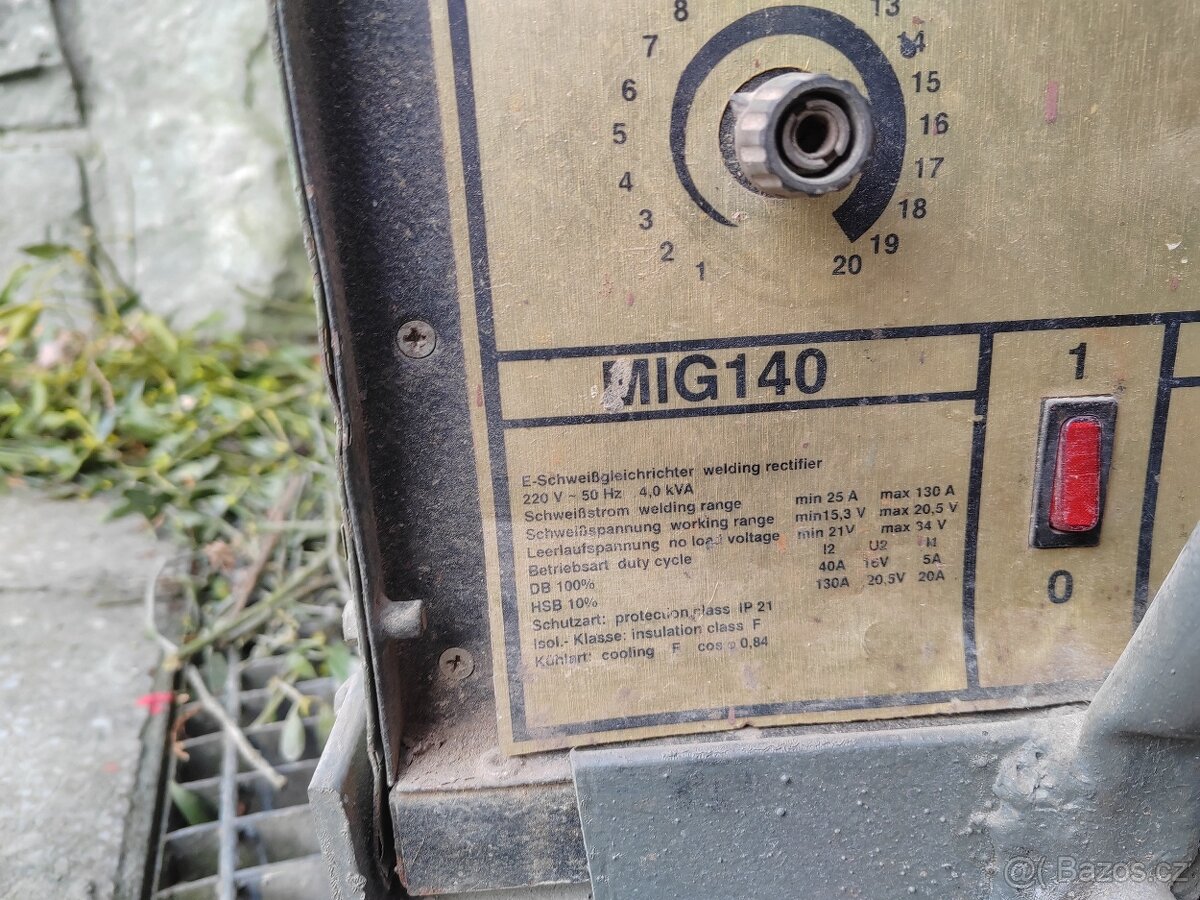 8
7
6
5
4
3
2
1
13
14
15
16
17
18
19
20
MIG140
1
0
E-Schweißgleichrichter welding rectifier
220 V ~ 50 Hz 4,0 kVA
Schweißstrom welding range min 25 A max 130 A
Schweißspannung working range min15,3 V max 20,5 V
Leerlaufspannung no load voltage min 21V max 34 V
Betriebsart duty cycle I2 U2 I1
DB 100% 40A 16V 5A
HSB 10% 130A 20,5V 20A
Schutzart: protection class IP 21
Isol.- Klasse: insulation class F
Kühlart: cooling F cos φ 0,84
Bazos.cz